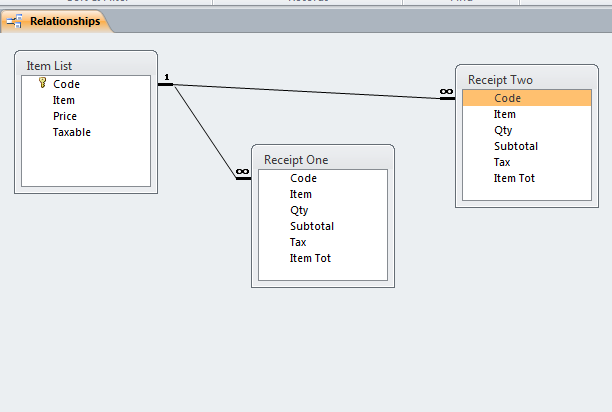 Relationships
Item List
Code
Item
Price
Taxable
1
∞
Receipt One
Code
Item
Qty
Subtotal
Tax
Item Tot
∞
Receipt Two
Code
Item
Qty
Subtotal
Tax
Item Tot